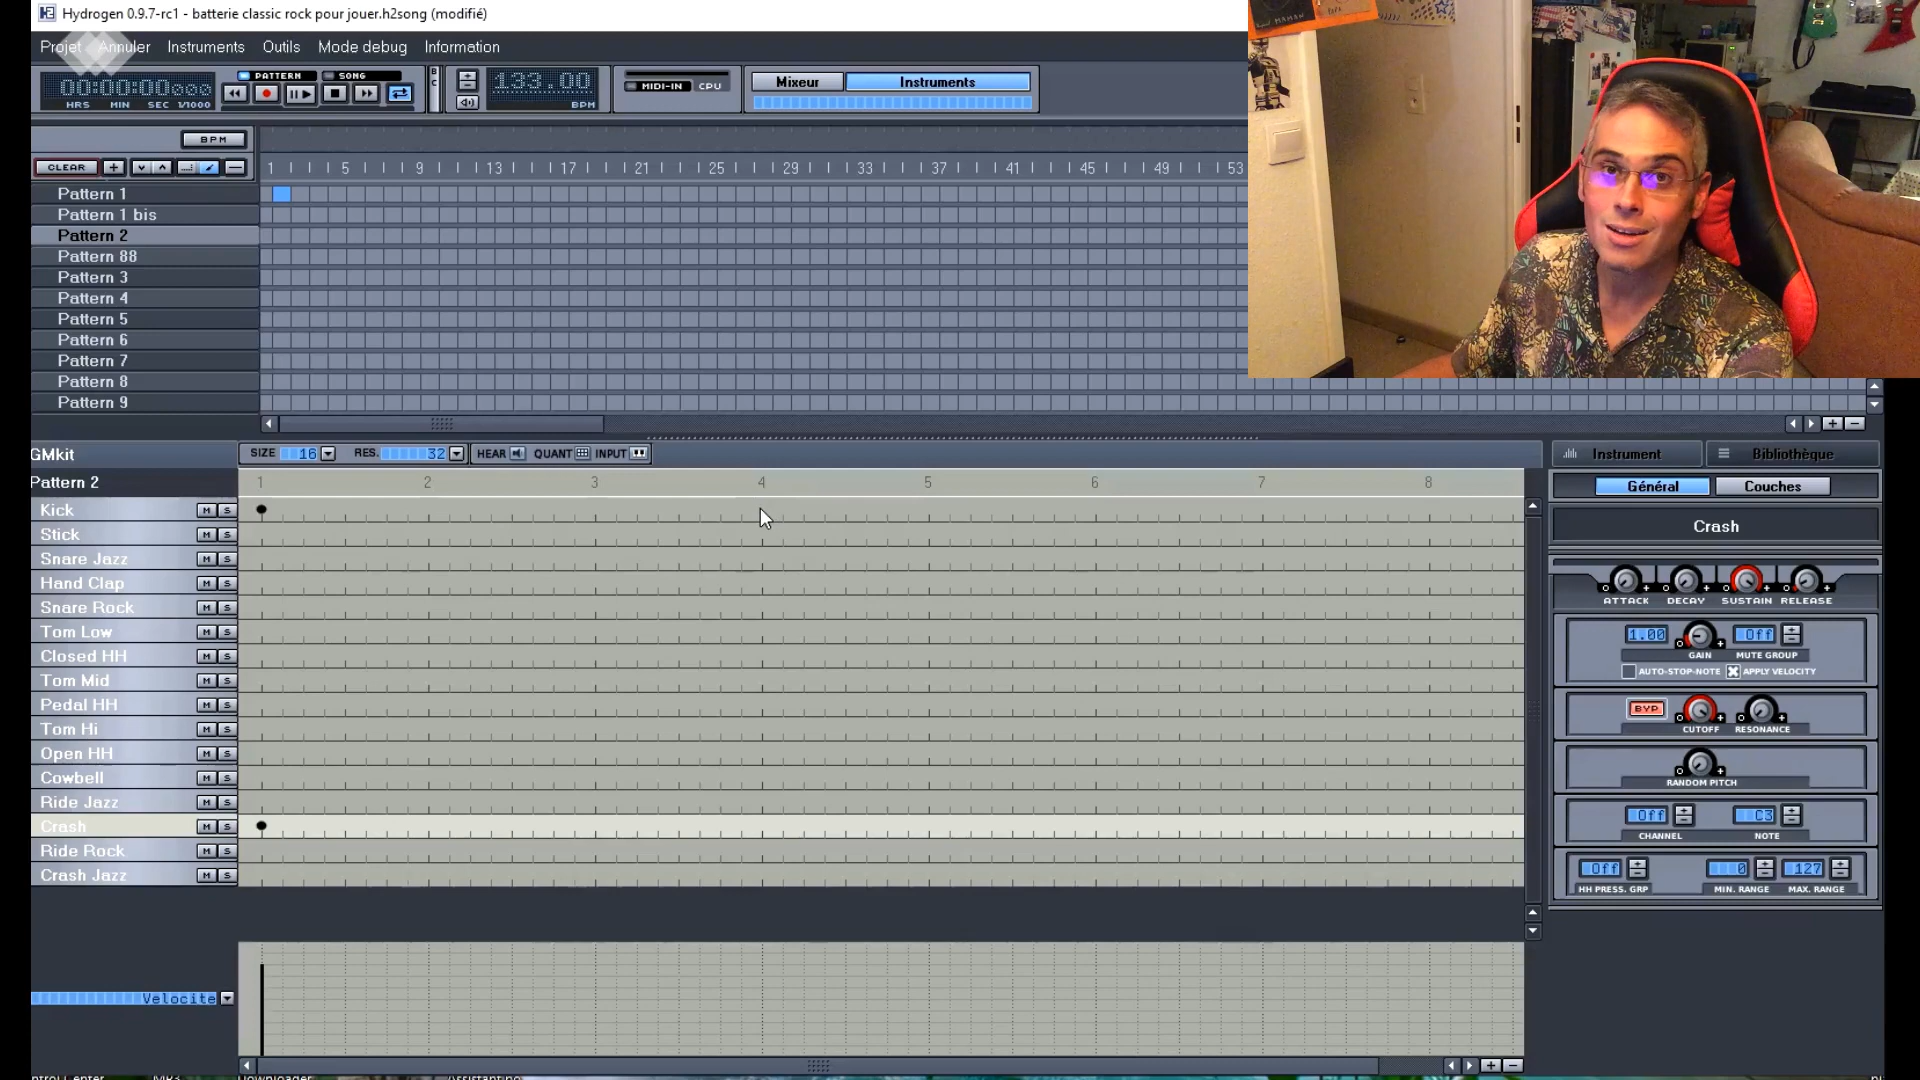 Hydrogen 0.9.7-rc1 - batterie classic rock pour jouer.h2song (modifié)
Projet Annuler Instruments Outils Mode debug Information
00:00:00000
HRS MIN SEC 1/1000
PATTERN SONG
B C
133.00
BPM
MIDI-IN CPU
Mixeur Instruments
BPM
CLEAR
1 5 9 13 17 21 25 29 33 37 41 45 49 53
Pattern 1
Pattern 1 bis
Pattern 2
Pattern 88
Pattern 3
Pattern 4
Pattern 5
Pattern 6
Pattern 7
Pattern 8
Pattern 9
MAMAN
GMkit
SIZE 16 RES. 32 HEAR QUANT INPUT
Pattern 2
1 2 3 4 5 6 7 8
Kick M S
Stick M S
Snare Jazz M S
Hand Clap M S
Snare Rock M S
Tom Low M S
Closed HH M S
Tom Mid M S
Pedal HH M S
Tom Hi M S
Open HH M S
Cowbell M S
Ride Jazz M S
Crash M S
Ride Rock M S
Crash Jazz M S
Velocite
Instrument Bibliothèque
Général Couches
Crash
ATTACK DECAY SUSTAIN RELEASE
1.00 Off
GAIN MUTE GROUP
AUTO-STOP-NOTE APPLY VELOCITY
BYP
CUTOFF RESONANCE
RANDOM PITCH
Off C3
CHANNEL NOTE
Off 0 127
HH PRESS. GRP MIN. RANGE MAX. RANGE